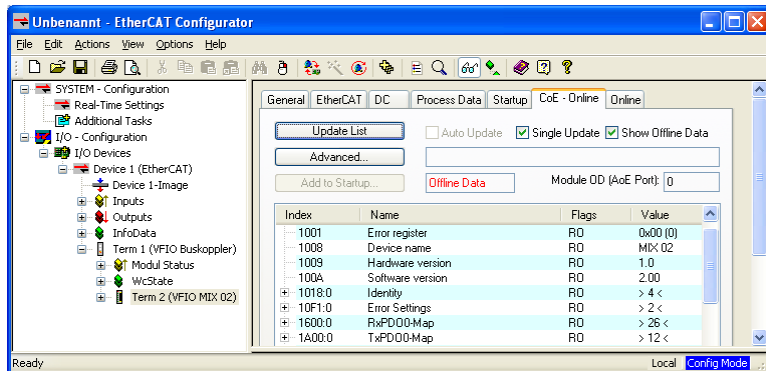 Unbenannt - EtherCAT Configurator
File Edit Actions View Options Help
SYSTEM - Configuration
Real-Time Settings
Additional Tasks
I/O - Configuration
I/O Devices
Device 1 (EtherCAT)
Device 1-Image
Inputs
Outputs
InfoData
Term 1 (VFIO Buskoppler)
Modul Status
WcState
Term 2 (VFIO MIX 02)
General EtherCAT DC Process Data Startup CoE - Online Online
Update List Auto Update Single Update Show Offline Data
Advanced...
Add to Startup... Offline Data Module OD (AoE Port): 0
Index Name Flags Value
1001 Error register RO 0x00 (0)
1008 Device name RO MIX 02
1009 Hardware version RO 1.0
100A Software version RO 2.00
1018:0 Identity RO > 4 <
10F1:0 Error Settings RO > 2 <
1600:0 RxPDO0-Map RO > 26 <
1A00:0 TxPDO0-Map RO > 12 <
Ready Local Config Mode